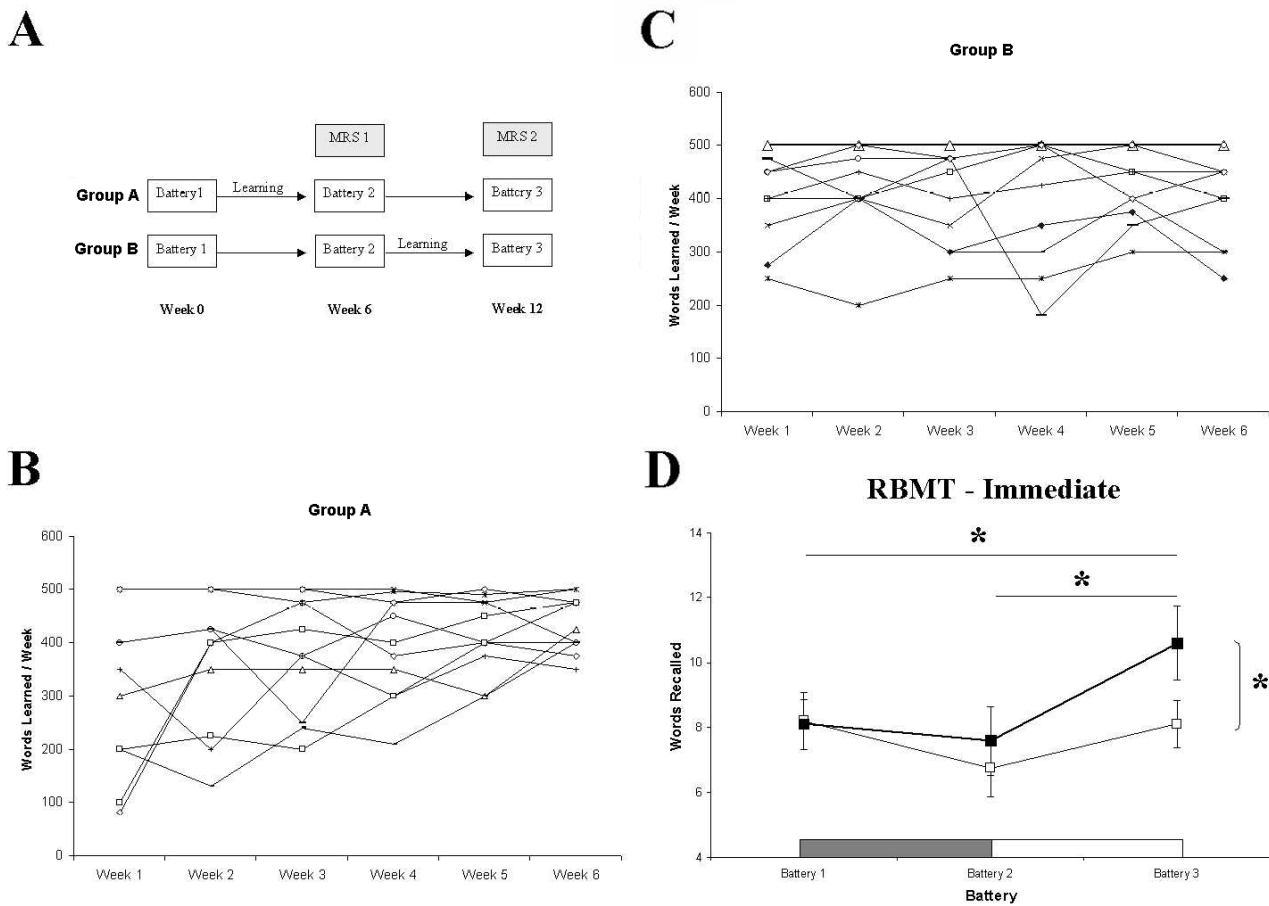 A
MRS 1
MRS 2
Group A
Battery1
Learning
Battery 2
Battery 3
Group B
Battery 1
Battery 2
Learning
Battery 3
Week 0
Week 6
Week 12
B
Group A
Words Learned / Week
600
500
400
300
200
100
0
Week 1
Week 2
Week 3
Week 4
Week 5
Week 6
C
Group B
Words Learned / Week
600
500
400
300
200
100
0
Week 1
Week 2
Week 3
Week 4
Week 5
Week 6
D
RBMT - Immediate
Words Recalled
14
12
10
8
6
4
*
*
*
Battery 1
Battery 2
Battery 3
Battery